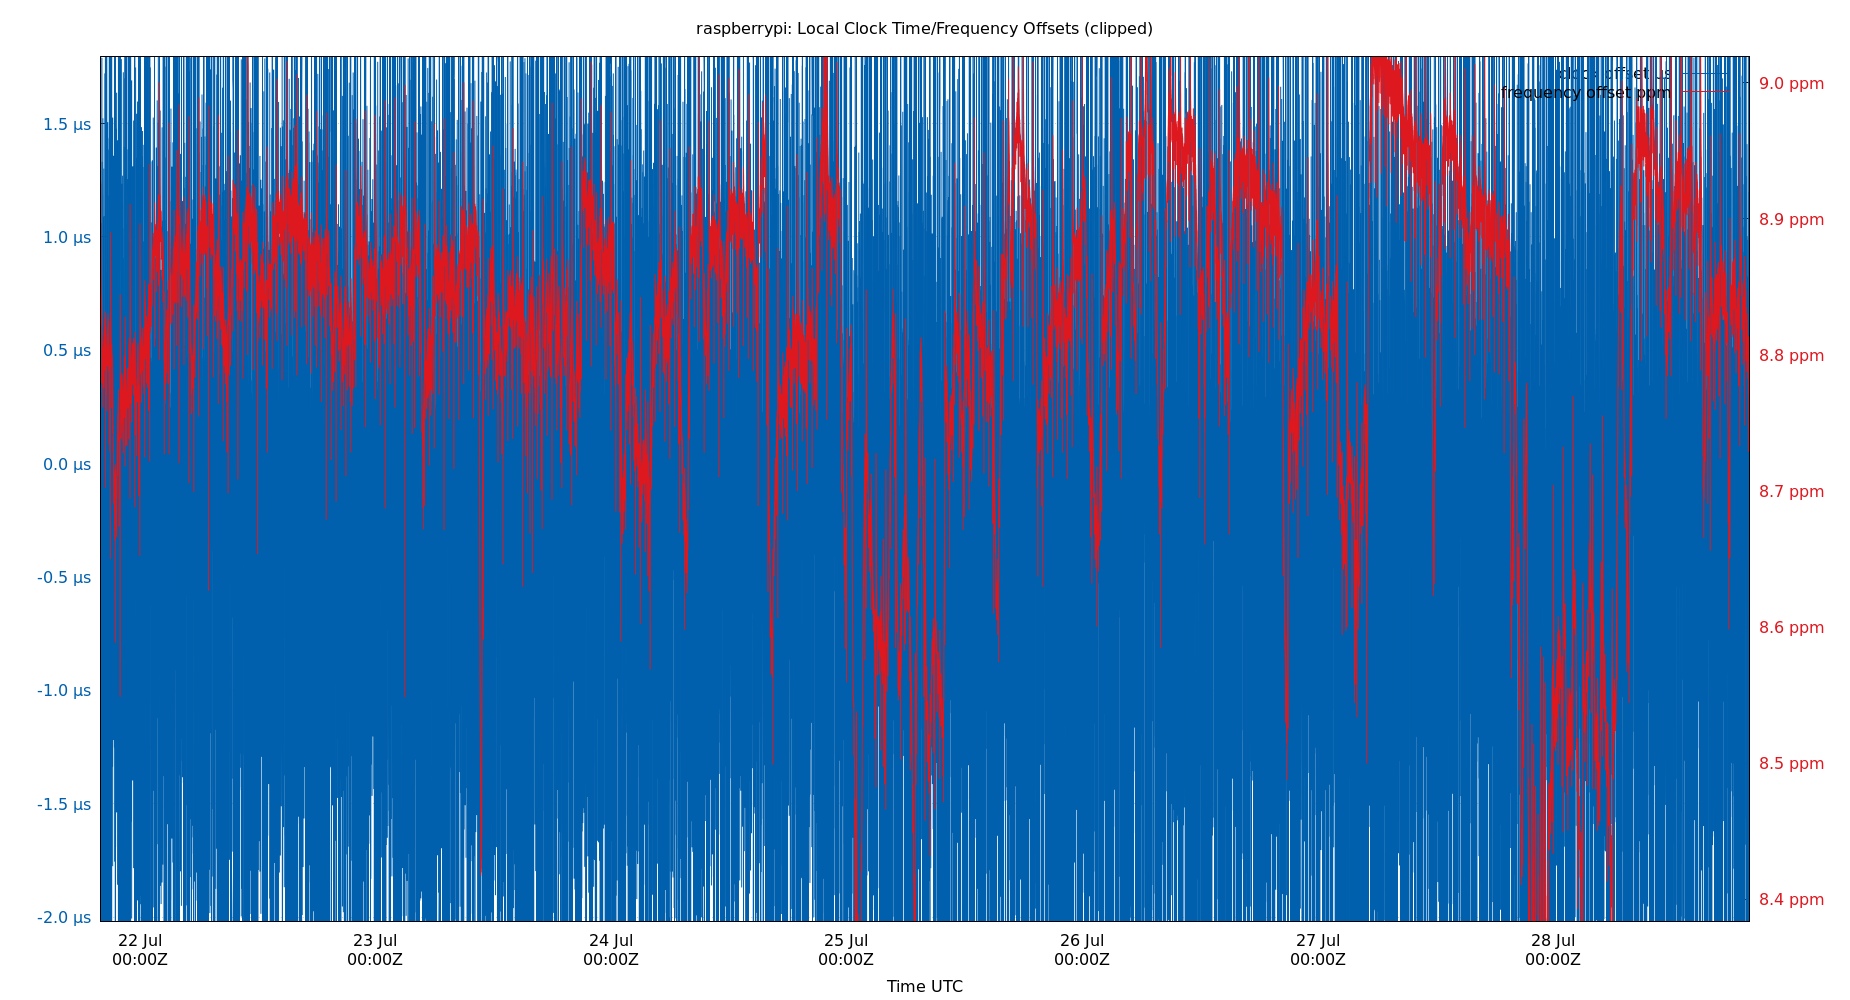 raspberrypi: Local Clock Time/Frequency Offsets (clipped)
clock offset us
frequency offset ppm
1.5 µs
1.0 µs
0.5 µs
0.0 µs
-0.5 µs
-1.0 µs
-1.5 µs
-2.0 µs
9.0 ppm
8.9 ppm
8.8 ppm
8.7 ppm
8.6 ppm
8.5 ppm
8.4 ppm
22 Jul
00:00Z
23 Jul
00:00Z
24 Jul
00:00Z
25 Jul
00:00Z
26 Jul
00:00Z
27 Jul
00:00Z
28 Jul
00:00Z
Time UTC